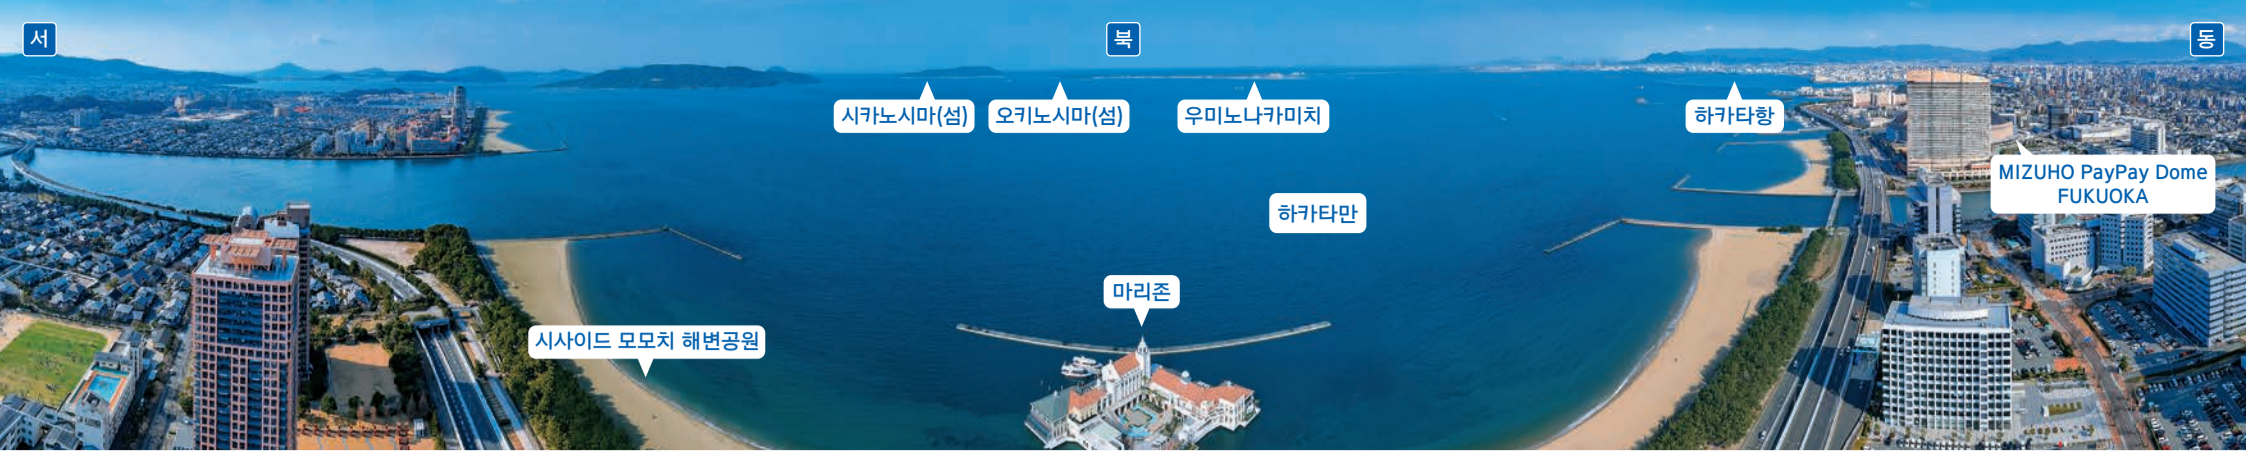 서
북
동
시카노시마(섬)
오키노시마(섬)
우미노나카미치
하카타항
MIZUHO PayPay Dome
FUKUOKA
하카타만
마리존
시사이드 모모치 해변공원